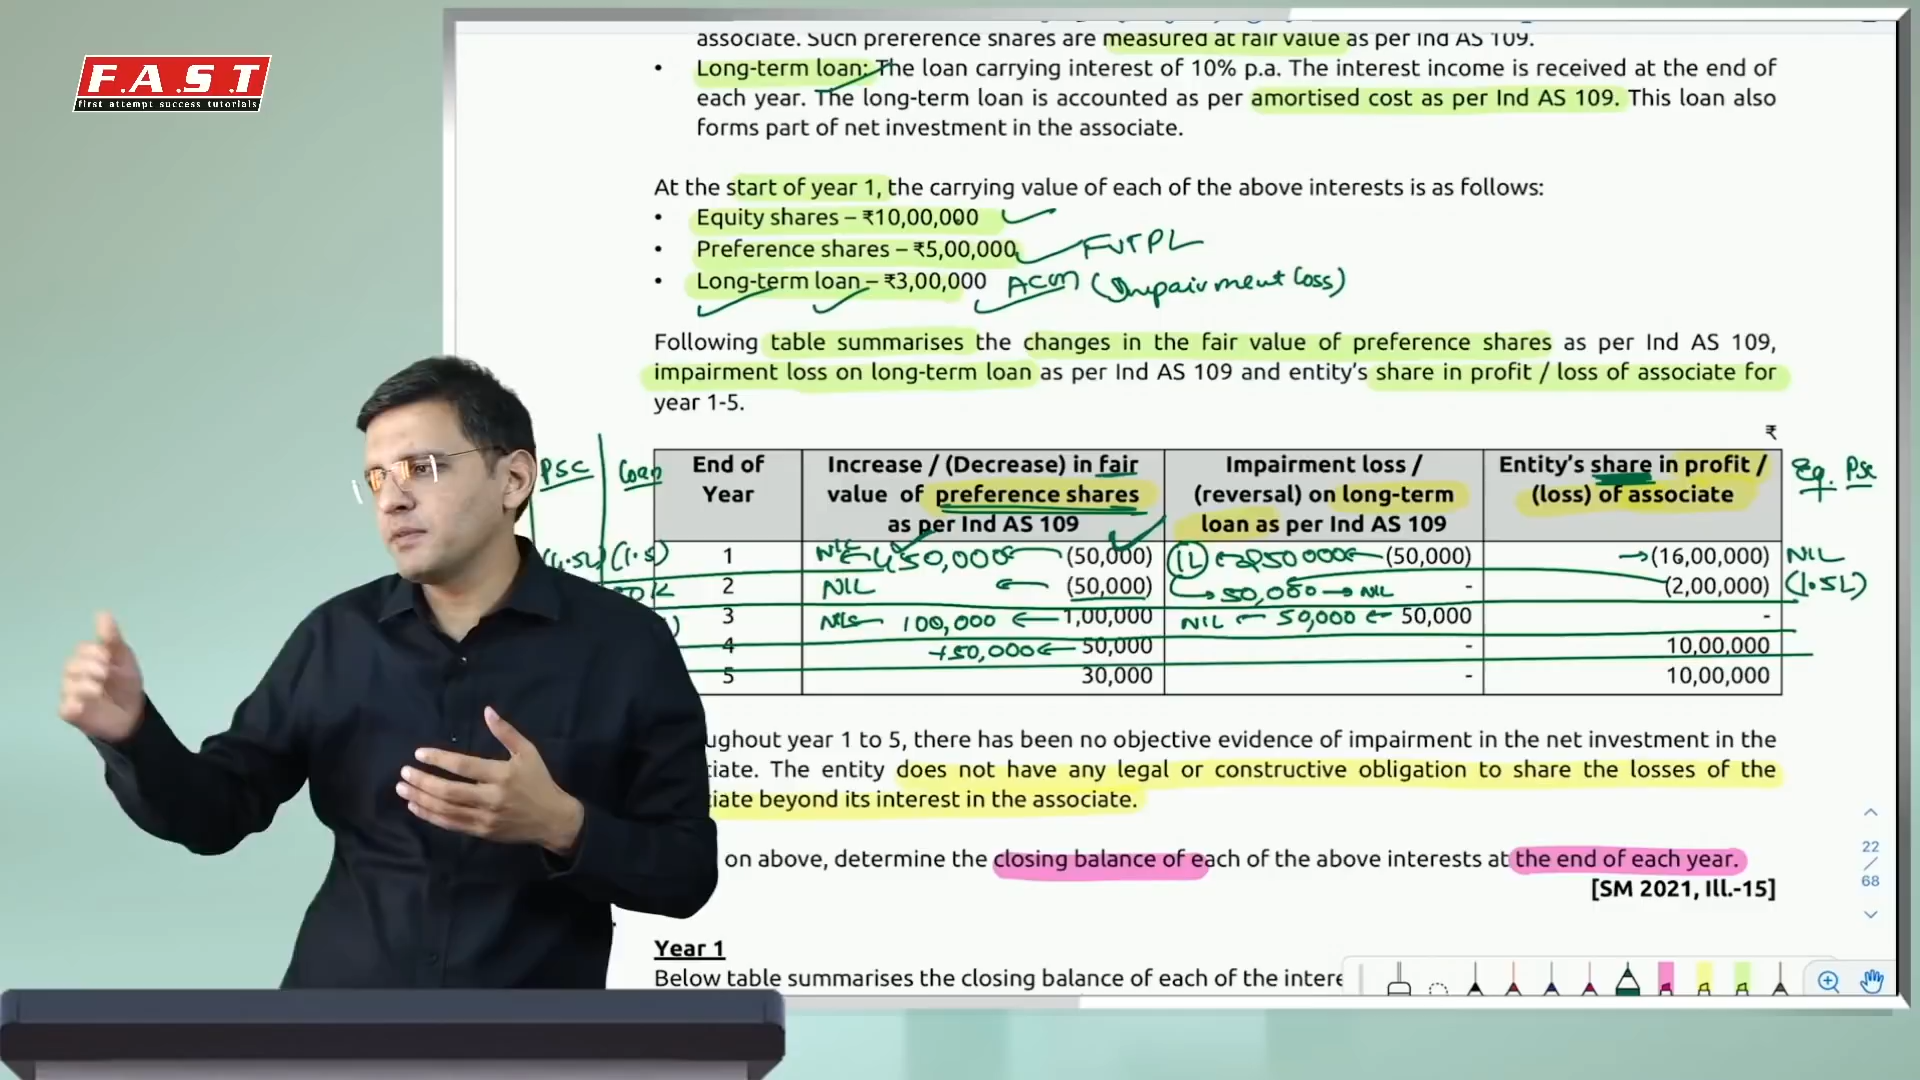 F.A.S.T
first attempt success tutorials
associate. Such preference shares are measured at fair value as per Ind AS 109.
• Long-term loan: The loan carrying interest of 10% p.a. The interest income is received at the end of
each year. The long-term loan is accounted as per amortised cost as per Ind AS 109. This loan also
forms part of net investment in the associate.
At the start of year 1, the carrying value of each of the above interests is as follows:
• Equity shares – ₹10,00,000
• Preference shares – ₹5,00,000 FVTPL
• Long-term loan – ₹3,00,000 ACM (Impairment loss)
Following table summarises the changes in the fair value of preference shares as per Ind AS 109,
impairment loss on long-term loan as per Ind AS 109 and entity's share in profit / loss of associate for
year 1-5.
₹
PSC Loan End of Year Increase / (Decrease) in fair value of preference shares as per Ind AS 109 Impairment loss / (reversal) on long-term loan as per Ind AS 109 Entity's share in profit / (loss) of associate Eq. PSC
(1.5) 1 NIL 450,000 (50,000) 1L 250000 (50,000) (16,00,000) NIL
50K 2 NIL (50,000) 50,000 NIL - (2,00,000) (1.5L)
3 NIL 100,000 1,00,000 NIL 50,000 50,000 -
4 +50,000 50,000 - 10,00,000
5 30,000 - 10,00,000
ughout year 1 to 5, there has been no objective evidence of impairment in the net investment in the
iate. The entity does not have any legal or constructive obligation to share the losses of the
iate beyond its interest in the associate.
on above, determine the closing balance of each of the above interests at the end of each year.
[SM 2021, Ill.-15]
22
/
68
Year 1
Below table summarises the closing balance of each of the intere